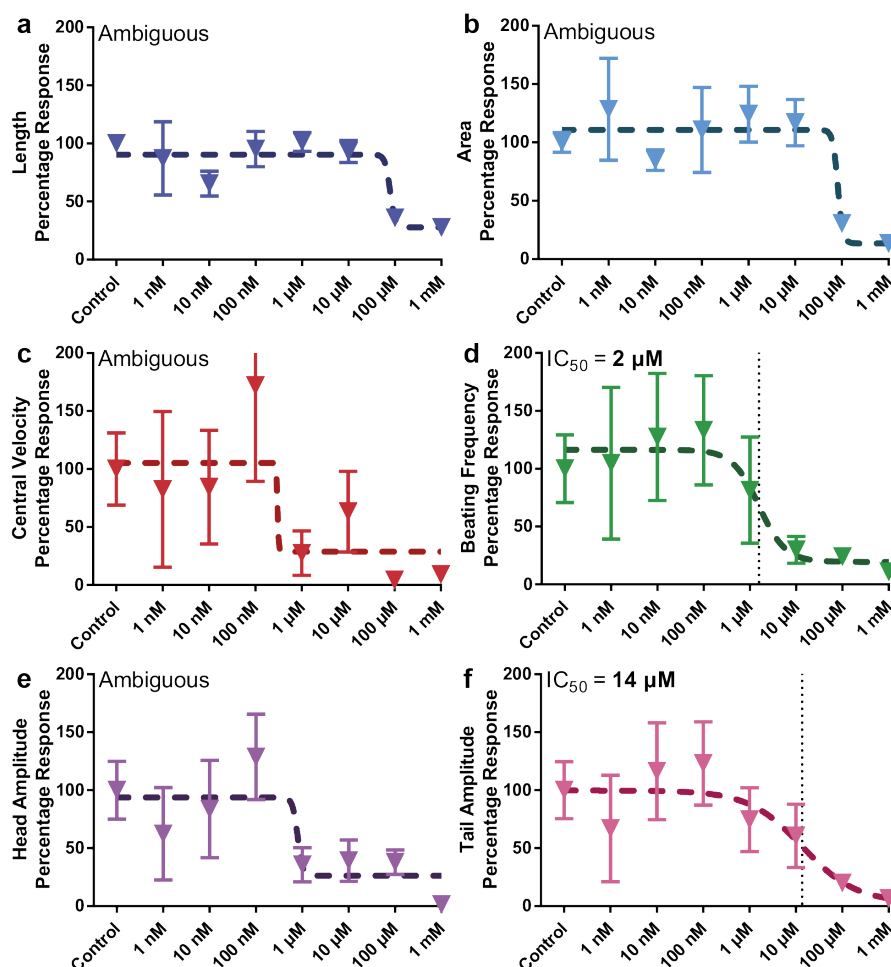 a
Ambiguous
Length
Percentage Response
200
150
100
50
0
Control
1 nM
10 nM
100 nM
1 µM
10 µM
100 µM
1 mM
b
Ambiguous
Area
Percentage Response
200
150
100
50
0
Control
1 nM
10 nM
100 nM
1 µM
10 µM
100 µM
1 mM
c
Ambiguous
Central Velocity
Percentage Response
200
150
100
50
0
Control
1 nM
10 nM
100 nM
1 µM
10 µM
100 µM
1 mM
d
IC50 = 2 µM
Beating Frequency
Percentage Response
200
150
100
50
0
Control
1 nM
10 nM
100 nM
1 µM
10 µM
100 µM
1 mM
e
Ambiguous
Head Amplitude
Percentage Response
200
150
100
50
0
Control
1 nM
10 nM
100 nM
1 µM
10 µM
100 µM
1 mM
f
IC50 = 14 µM
Tail Amplitude
Percentage Response
200
150
100
50
0
Control
1 nM
10 nM
100 nM
1 µM
10 µM
100 µM
1 mM